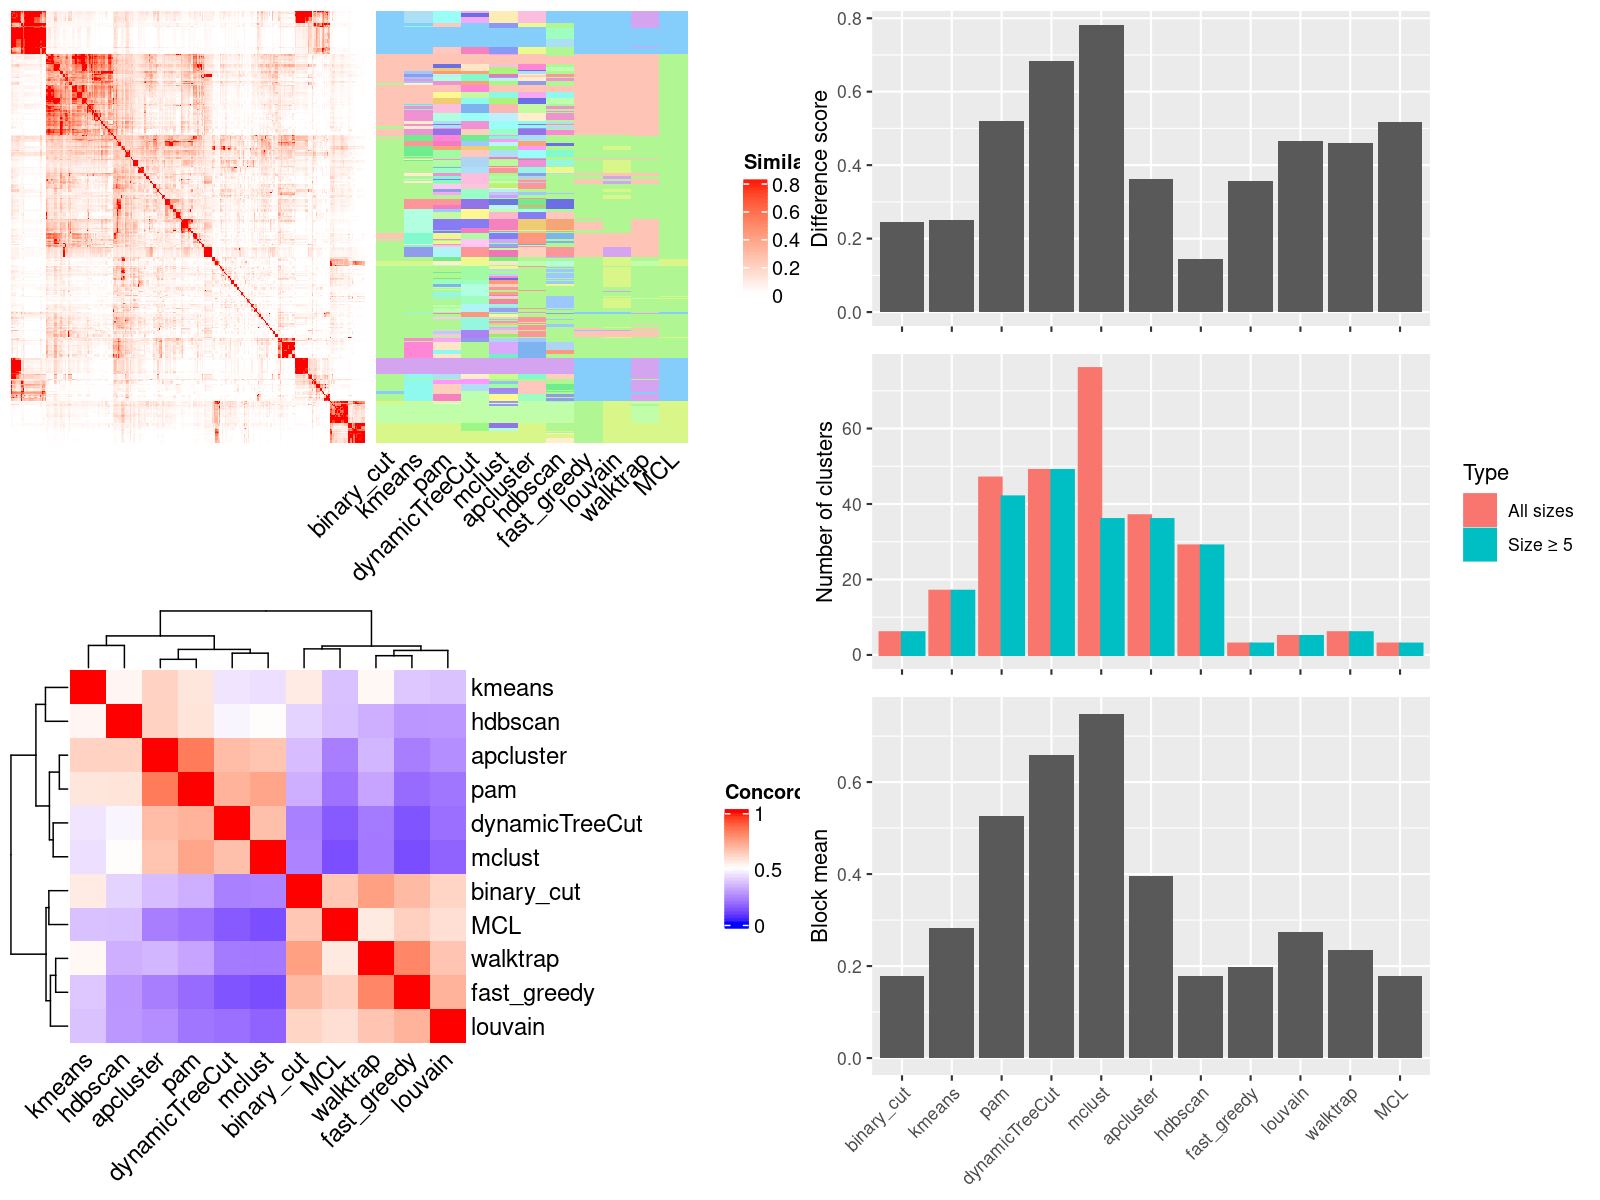 Simila
0.8
0.6
0.4
0.2
0
binary_cut
kmeans
pam
dynamicTreeCut
mclust
apcluster
hdbscan
fast_greedy
louvain
walktrap
MCL
kmeans
hdbscan
apcluster
pam
dynamicTreeCut
mclust
binary_cut
MCL
walktrap
fast_greedy
louvain
kmeans
hdbscan
apcluster
pam
dynamicTreeCut
mclust
binary_cut
MCL
walktrap
fast_greedy
louvain
Concord
1
0.5
0
Difference score
0.8
0.6
0.4
0.2
0.0
Number of clusters
60
40
20
0
Type
All sizes
Size ≥ 5
Block mean
0.6
0.4
0.2
0.0
binary_cut
kmeans
pam
dynamicTreeCut
mclust
apcluster
hdbscan
fast_greedy
louvain
walktrap
MCL